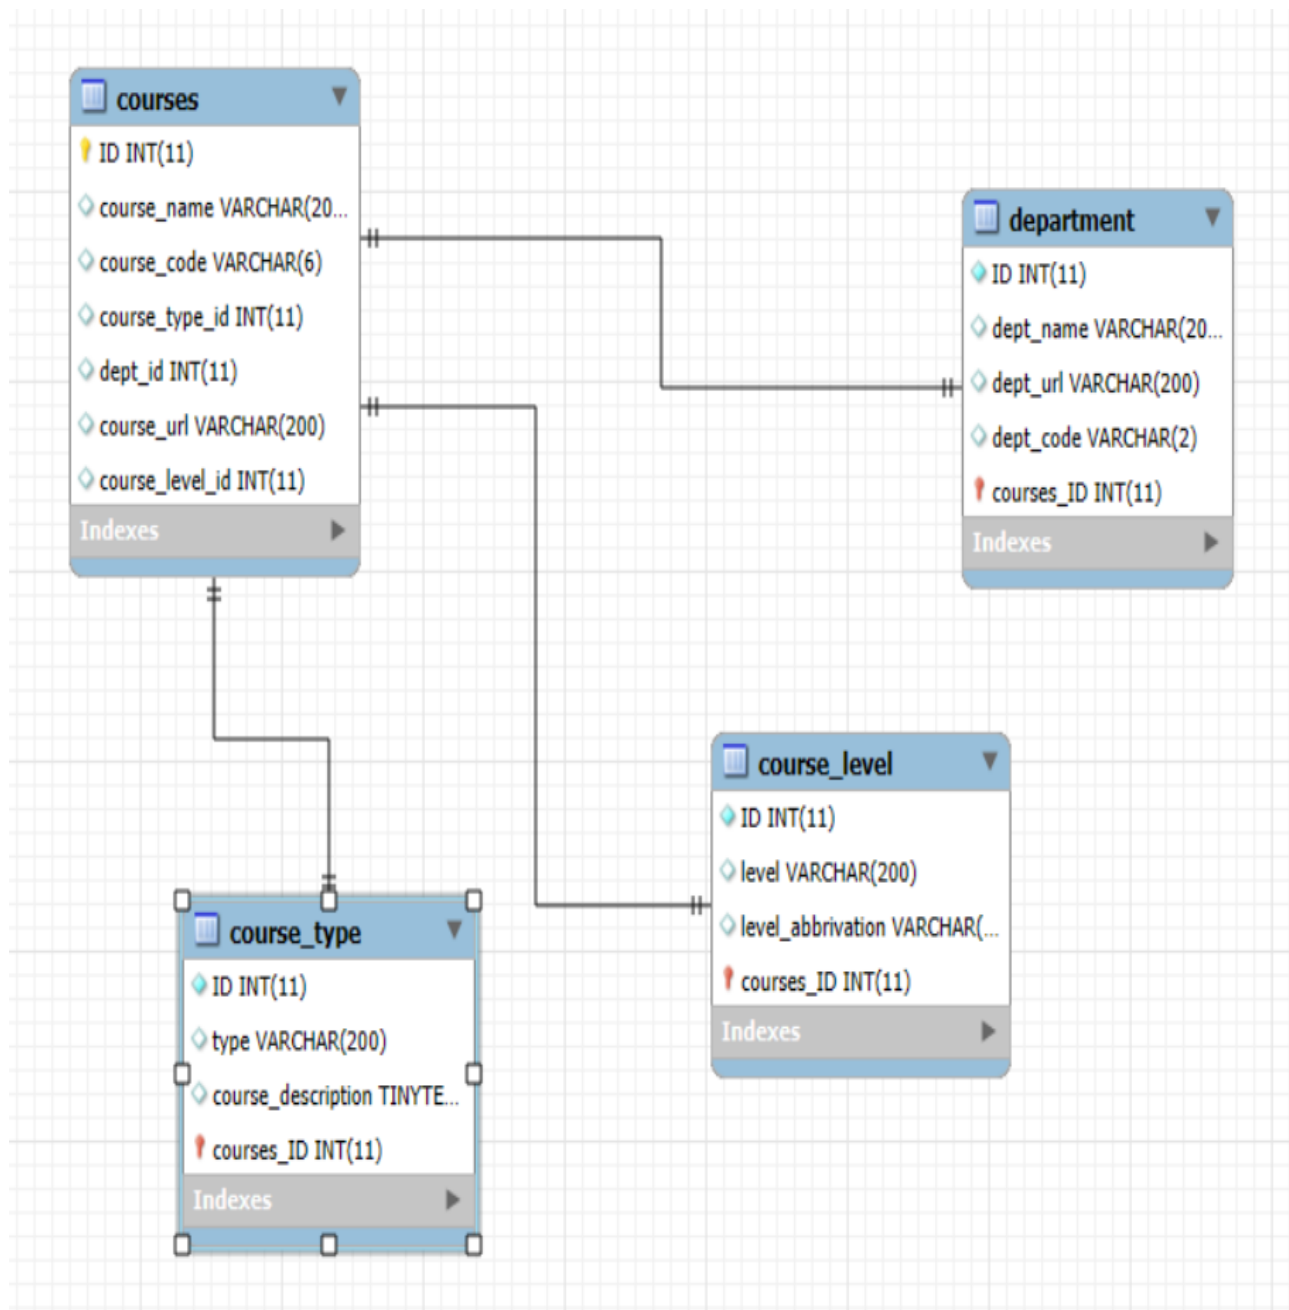 courses
ID INT(11)
course_name VARCHAR(20...
course_code VARCHAR(6)
course_type_id INT(11)
dept_id INT(11)
course_url VARCHAR(200)
course_level_id INT(11)
Indexes
department
ID INT(11)
dept_name VARCHAR(20...
dept_url VARCHAR(200)
dept_code VARCHAR(2)
courses_ID INT(11)
Indexes
course_level
ID INT(11)
level VARCHAR(200)
level_abbrivation VARCHAR(...
courses_ID INT(11)
Indexes
course_type
ID INT(11)
type VARCHAR(200)
course_description TINYTE...
courses_ID INT(11)
Indexes